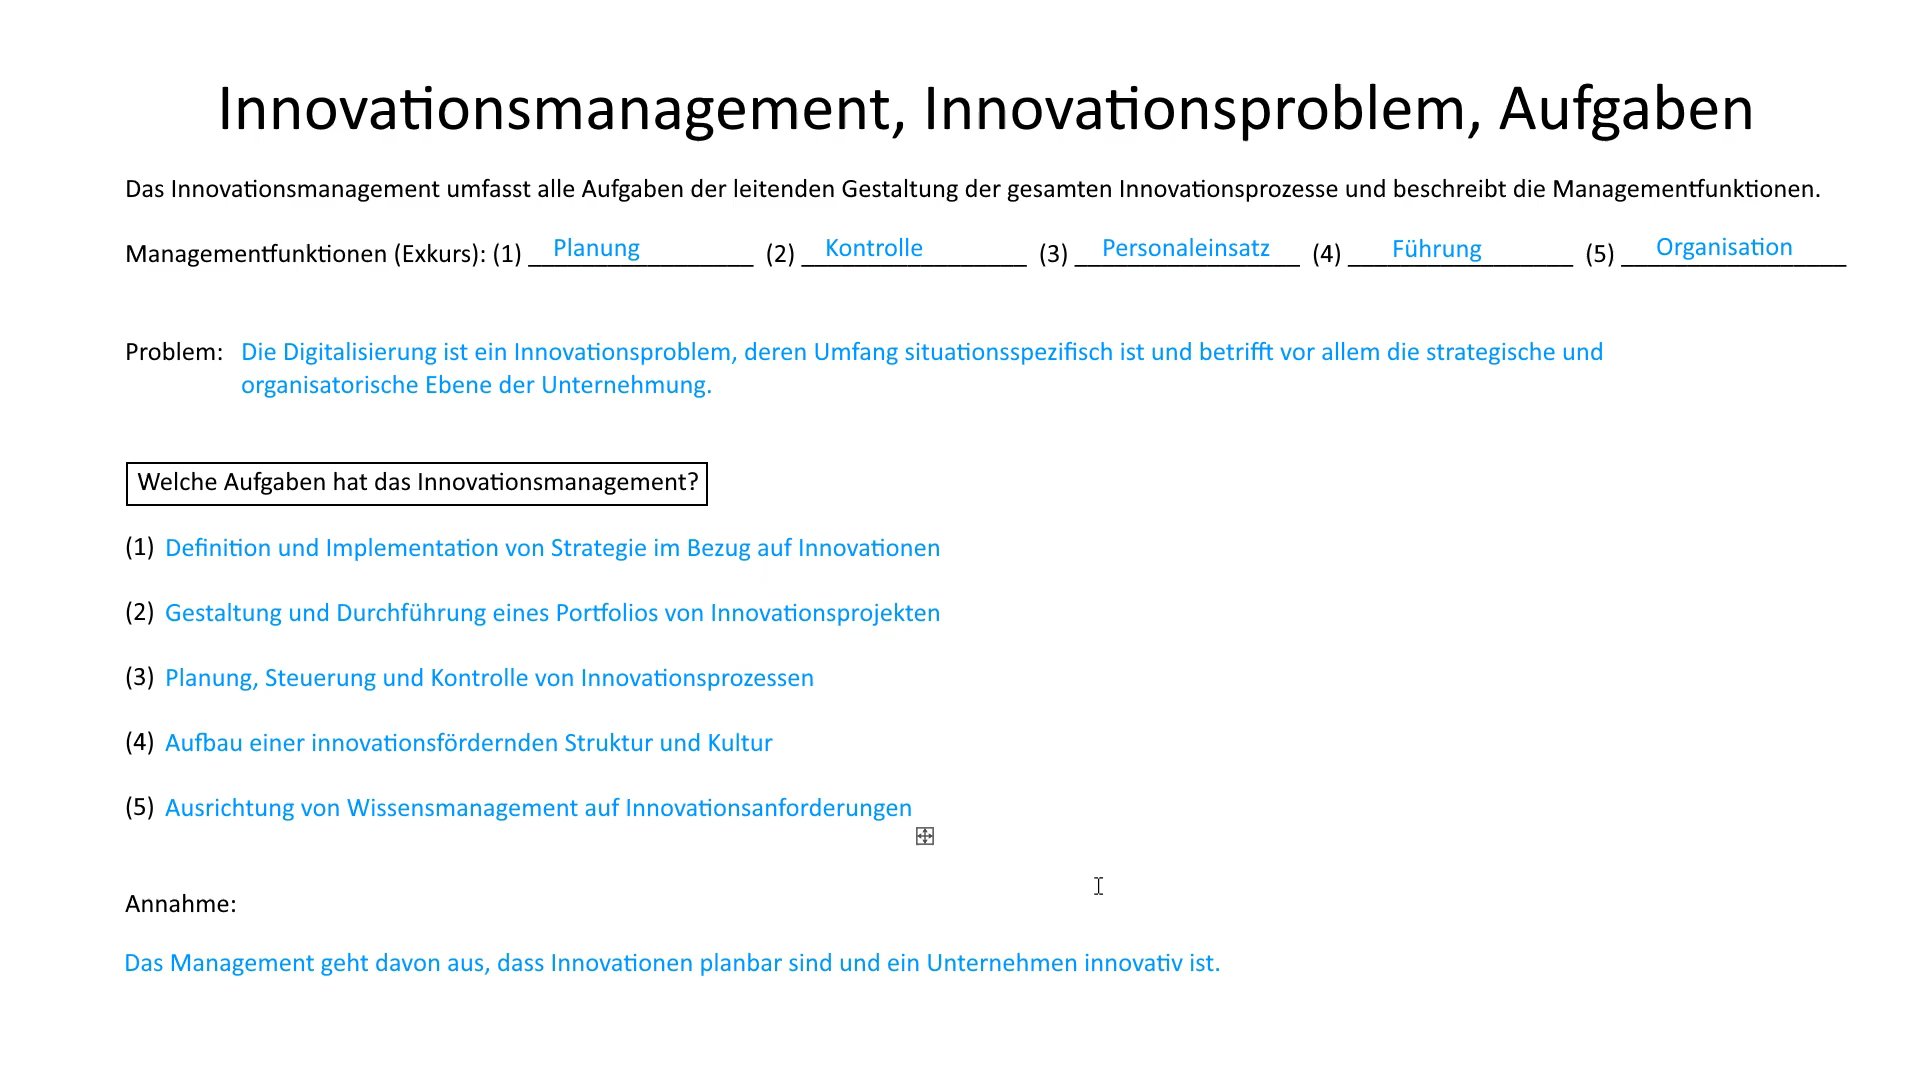 Innovationsmanagement, Innovationsproblem, Aufgaben
Das Innovationsmanagement umfasst alle Aufgaben der leitenden Gestaltung der gesamten Innovationsprozesse und beschreibt die Managementfunktionen.
Managementfunktionen (Exkurs): (1) Planung (2) Kontrolle (3) Personaleinsatz (4) Führung (5) Organisation
Problem: Die Digitalisierung ist ein Innovationsproblem, deren Umfang situationsspezifisch ist und betrifft vor allem die strategische und
organisatorische Ebene der Unternehmung.
Welche Aufgaben hat das Innovationsmanagement?
(1) Definition und Implementation von Strategie im Bezug auf Innovationen
(2) Gestaltung und Durchführung eines Portfolios von Innovationsprojekten
(3) Planung, Steuerung und Kontrolle von Innovationsprozessen
(4) Aufbau einer innovationsfördernden Struktur und Kultur
(5) Ausrichtung von Wissensmanagement auf Innovationsanforderungen
Annahme:
Das Management geht davon aus, dass Innovationen planbar sind und ein Unternehmen innovativ ist.